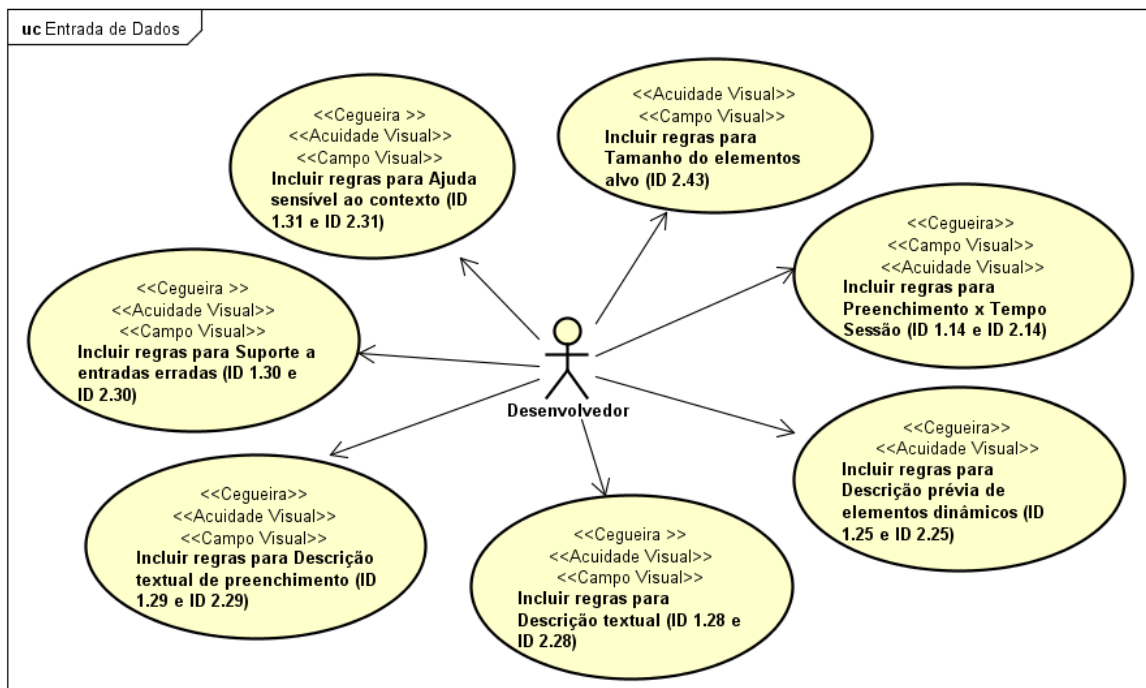 uc Entrada de Dados
<<Cegueira >>
<<Acuidade Visual>>
<<Campo Visual>>
Incluir regras para Ajuda
sensível ao contexto (ID
1.31 e ID 2.31)
<<Acuidade Visual>>
<<Campo Visual>>
Incluir regras para
Tamanho do elementos
alvo (ID 2.43)
<<Cegueira>>
<<Campo Visual>>
<<Acuidade Visual>>
Incluir regras para
Preenchimento x Tempo
Sessão (ID 1.14 e ID 2.14)
<<Cegueira >>
<<Acuidade Visual>>
<<Campo Visual>>
Incluir regras para Suporte a
entradas erradas (ID 1.30 e
ID 2.30)
Desenvolvedor
<<Cegueira>>
<<Acuidade Visual>>
Incluir regras para
Descrição prévia de
elementos dinâmicos (ID
1.25 e ID 2.25)
<<Cegueira>>
<<Acuidade Visual>>
<<Campo Visual>>
Incluir regras para Descrição
textual de preenchimento (ID
1.29 e ID 2.29)
<<Cegueira >>
<<Acuidade Visual>>
<<Campo Visual>>
Incluir regras para
Descrição textual (ID 1.28 e
ID 2.28)